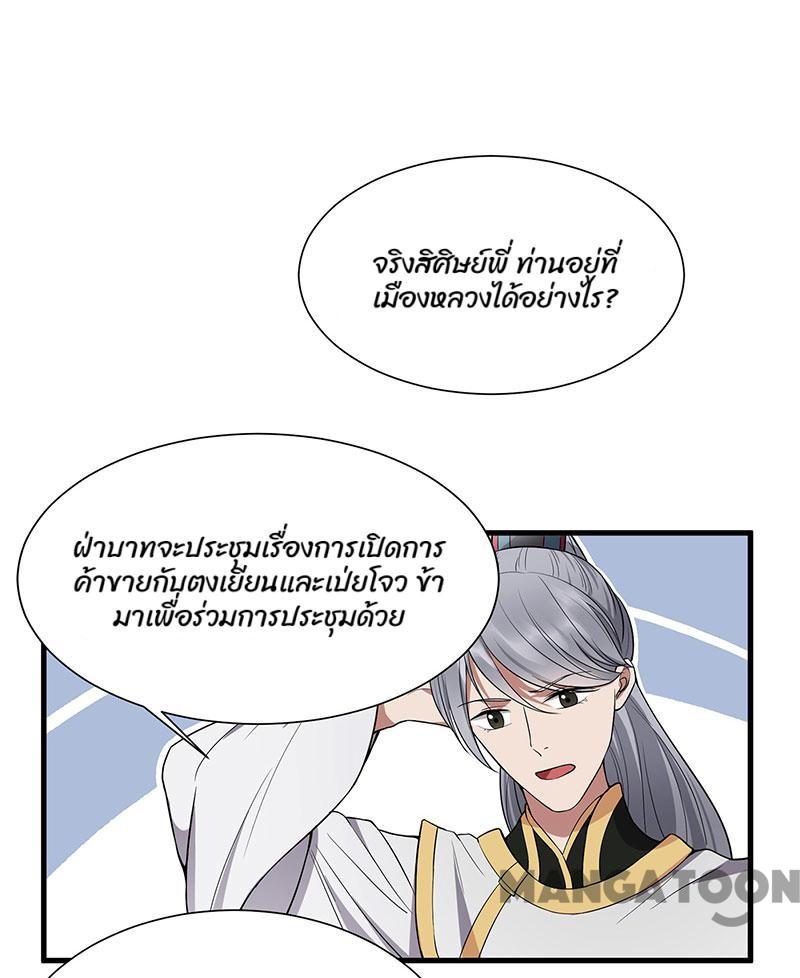 จริงสิศิษย์พี่ ท่านอยู่ที่
เมืองหลวงได้อย่างไร?
ฝ่าบาทจะประชุมเรื่องการเปิดการ
ค้าขายกับตงเยียนและเป่ยโจว ข้า
มาเพื่อร่วมการประชุมด้วย
MANGATOON